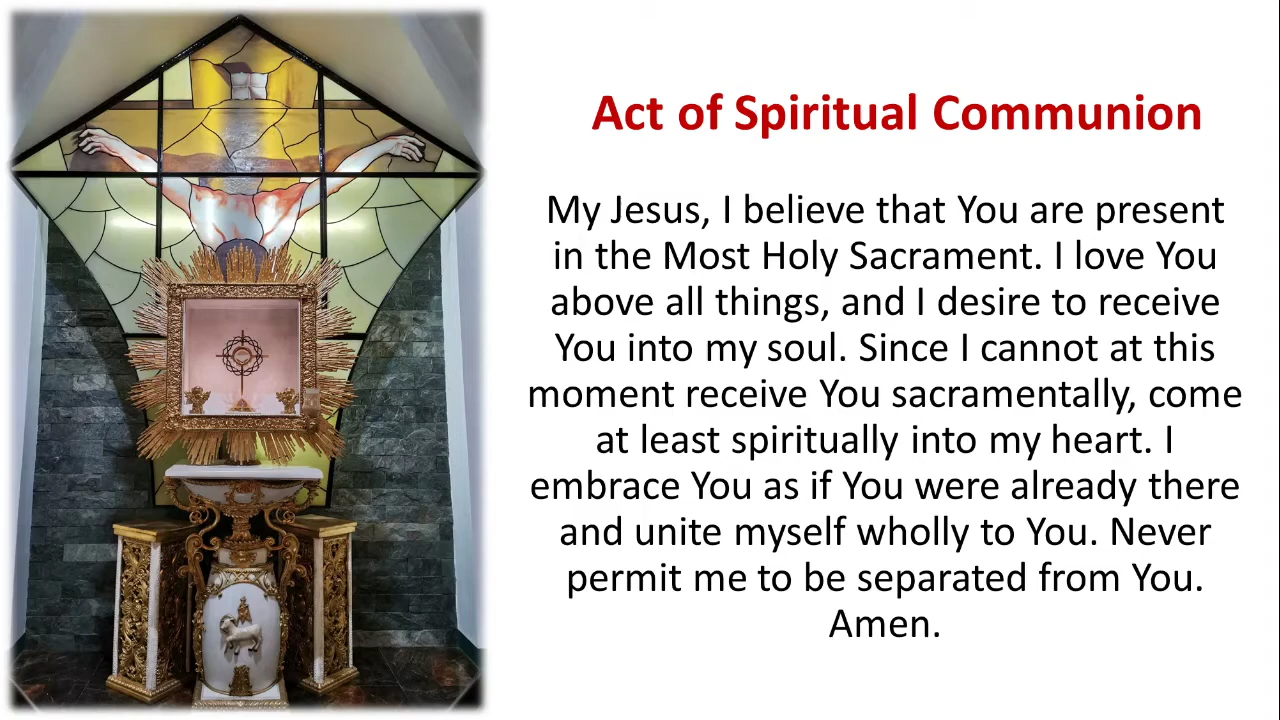 Act of Spiritual Communion
My Jesus, I believe that You are present
in the Most Holy Sacrament. I love You
above all things, and I desire to receive
You into my soul. Since I cannot at this
moment receive You sacramentally, come
at least spiritually into my heart. I
embrace You as if You were already there
and unite myself wholly to You. Never
permit me to be separated from You.
Amen.